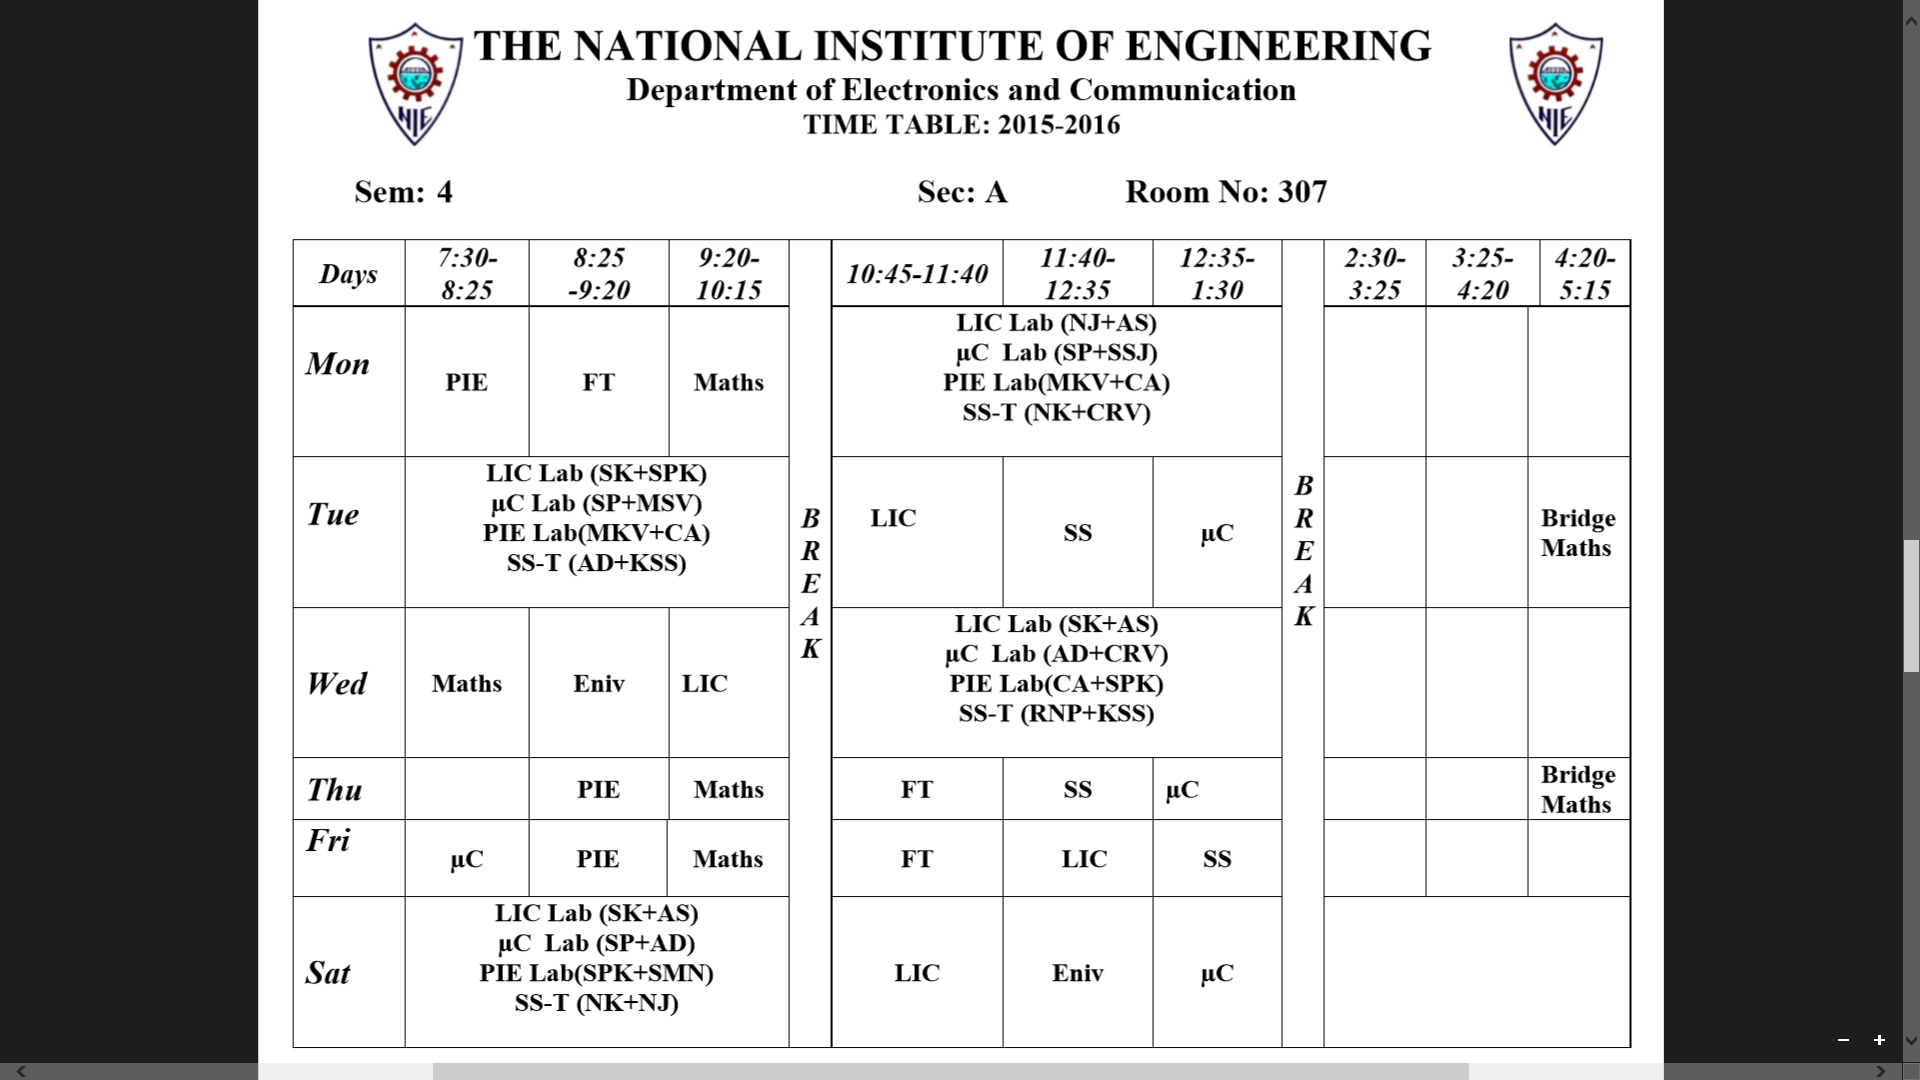 THE NATIONAL INSTITUTE OF ENGINEERING
Department of Electronics and Communication
TIME TABLE: 2015-2016
NIE
NIE
Sem: 4 Sec: A Room No: 307
Days 7:30-8:25 8:25-9:20 9:20-10:15 10:45-11:40 11:40-12:35 12:35-1:30 2:30-3:25 3:25-4:20 4:20-5:15
BREAK
BREAK
Mon PIE FT Maths
LIC Lab (NJ+AS)
µC Lab (SP+SSJ)
PIE Lab(MKV+CA)
SS-T (NK+CRV)
Tue
LIC Lab (SK+SPK)
µC Lab (SP+MSV)
PIE Lab(MKV+CA)
SS-T (AD+KSS)
LIC SS µC
Bridge
Maths
Wed Maths Eniv LIC
LIC Lab (SK+AS)
µC Lab (AD+CRV)
PIE Lab(CA+SPK)
SS-T (RNP+KSS)
Thu PIE Maths FT SS µC
Bridge
Maths
Fri µC PIE Maths FT LIC SS
Sat
LIC Lab (SK+AS)
µC Lab (SP+AD)
PIE Lab(SPK+SMN)
SS-T (NK+NJ)
LIC Eniv µC